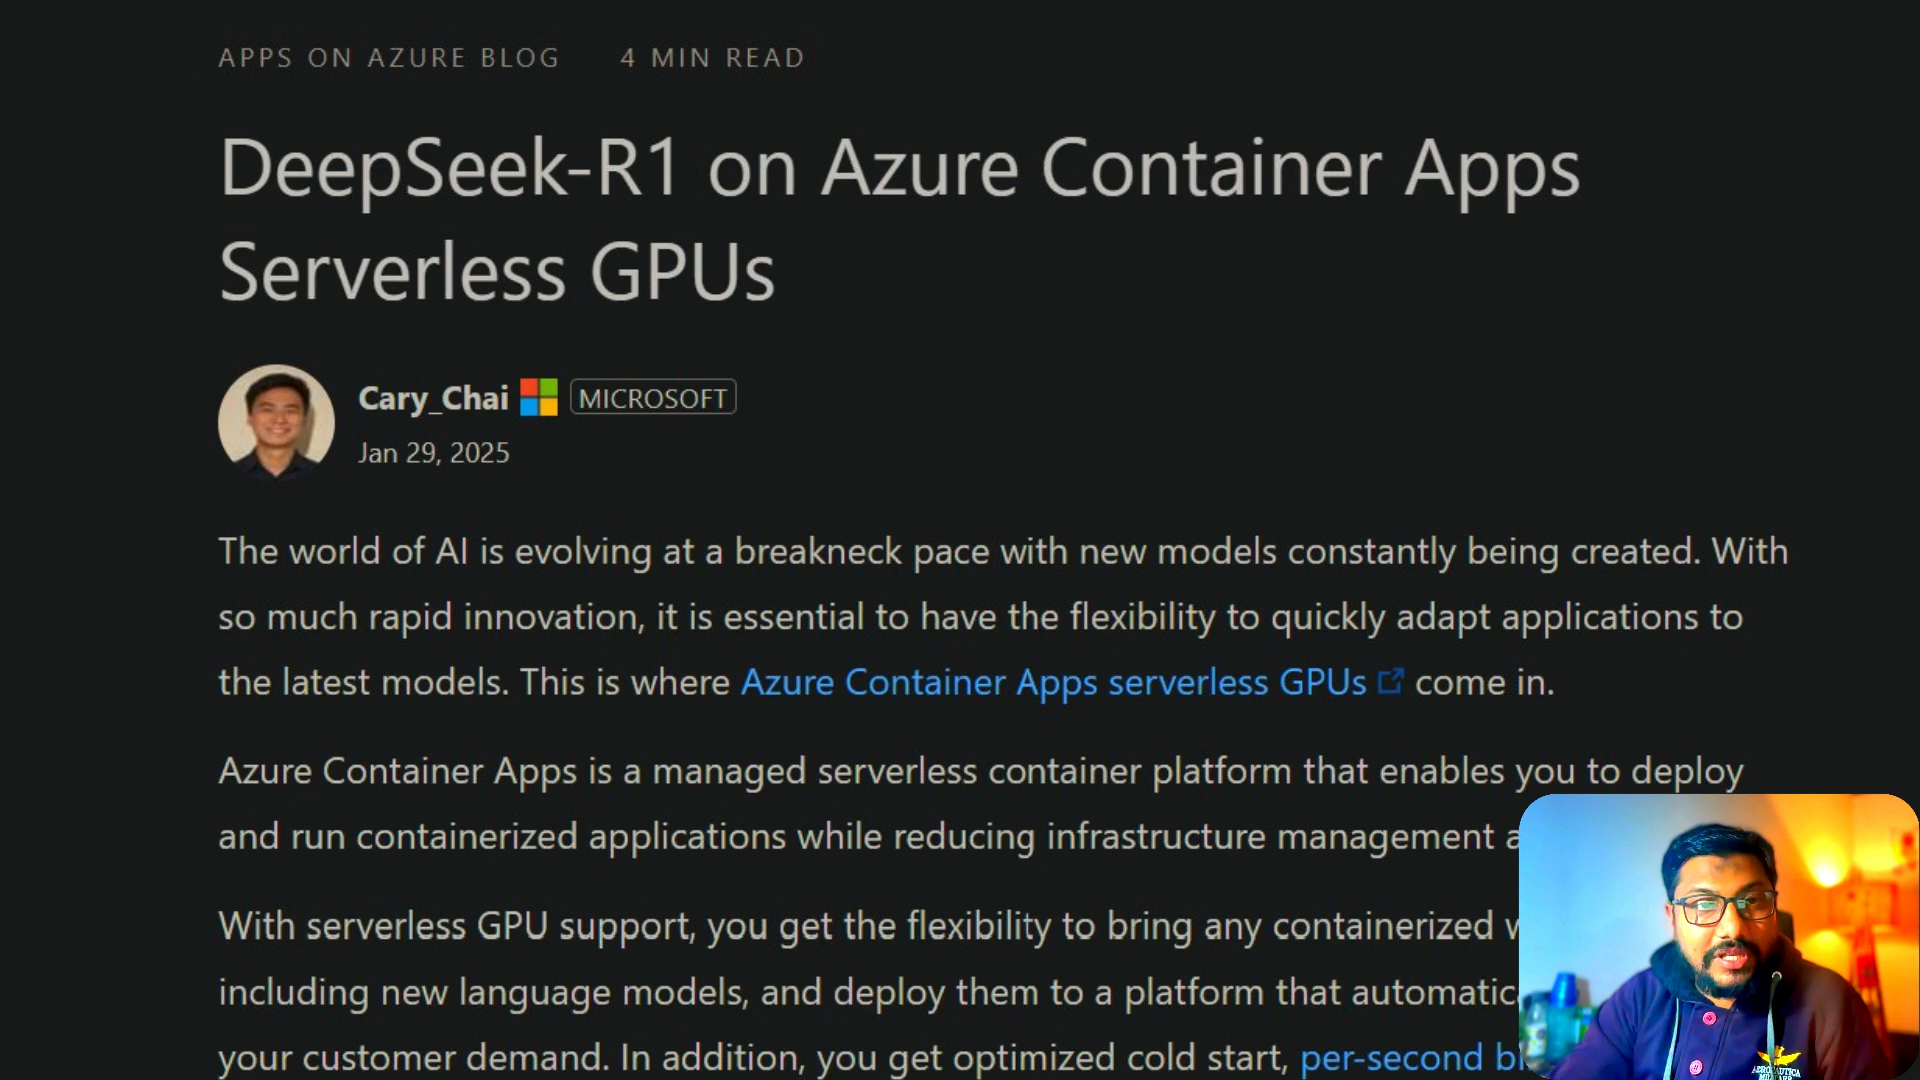 APPS ON AZURE BLOG 4 MIN READ
DeepSeek-R1 on Azure Container Apps
Serverless GPUs
Cary_Chai MICROSOFT
Jan 29, 2025
The world of AI is evolving at a breakneck pace with new models constantly being created. With
so much rapid innovation, it is essential to have the flexibility to quickly adapt applications to
the latest models. This is where Azure Container Apps serverless GPUs come in.
Azure Container Apps is a managed serverless container platform that enables you to deploy
and run containerized applications while reducing infrastructure management
With serverless GPU support, you get the flexibility to bring any containerized
including new language models, and deploy them to a platform that
your customer demand. In addition, you get optimized cold start, per-second
AERONAUTICA
MILITARE